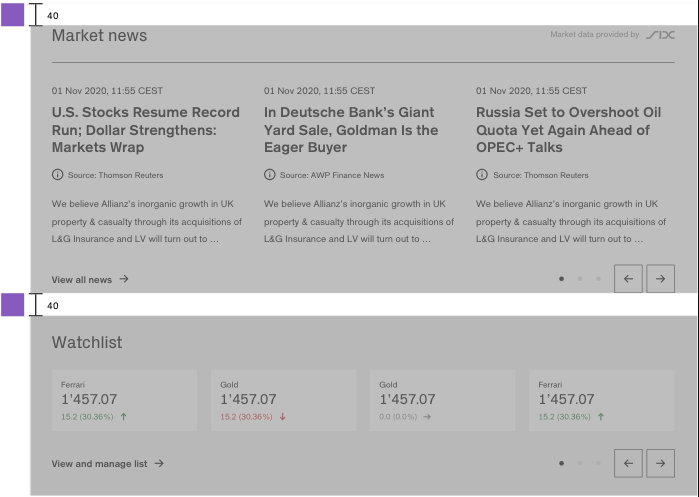 40
Market news
Market data provided by SIX
01 Nov 2020, 11:55 CEST
U.S. Stocks Resume Record
Run; Dollar Strengthens:
Markets Wrap
Source: Thomson Reuters
We believe Allianz's inorganic growth in UK
property & casualty through its acquisitions of
L&G Insurance and LV will turn out to ...
01 Nov 2020, 11:55 CEST
In Deutsche Bank's Giant
Yard Sale, Goldman Is the
Eager Buyer
Source: AWP Finance News
We believe Allianz's inorganic growth in UK
property & casualty through its acquisitions of
L&G Insurance and LV will turn out to ...
01 Nov 2020, 11:55 CEST
Russia Set to Overshoot Oil
Quota Yet Again Ahead of
OPEC+ Talks
Source: Thomson Reuters
We believe Allianz's inorganic growth in UK
property & casualty through its acquisitions of
L&G Insurance and LV will turn out to ...
View all news →
← →
40
Watchlist
Ferrari
1'457.07
15.2 (30.36%) ↑
Gold
1'457.07
15.2 (30.36%) ↓
Gold
1'457.07
0.0 (0.0%) →
Ferrari
1'457.07
15.2 (30.36%) ↑
View and manage list →
← →